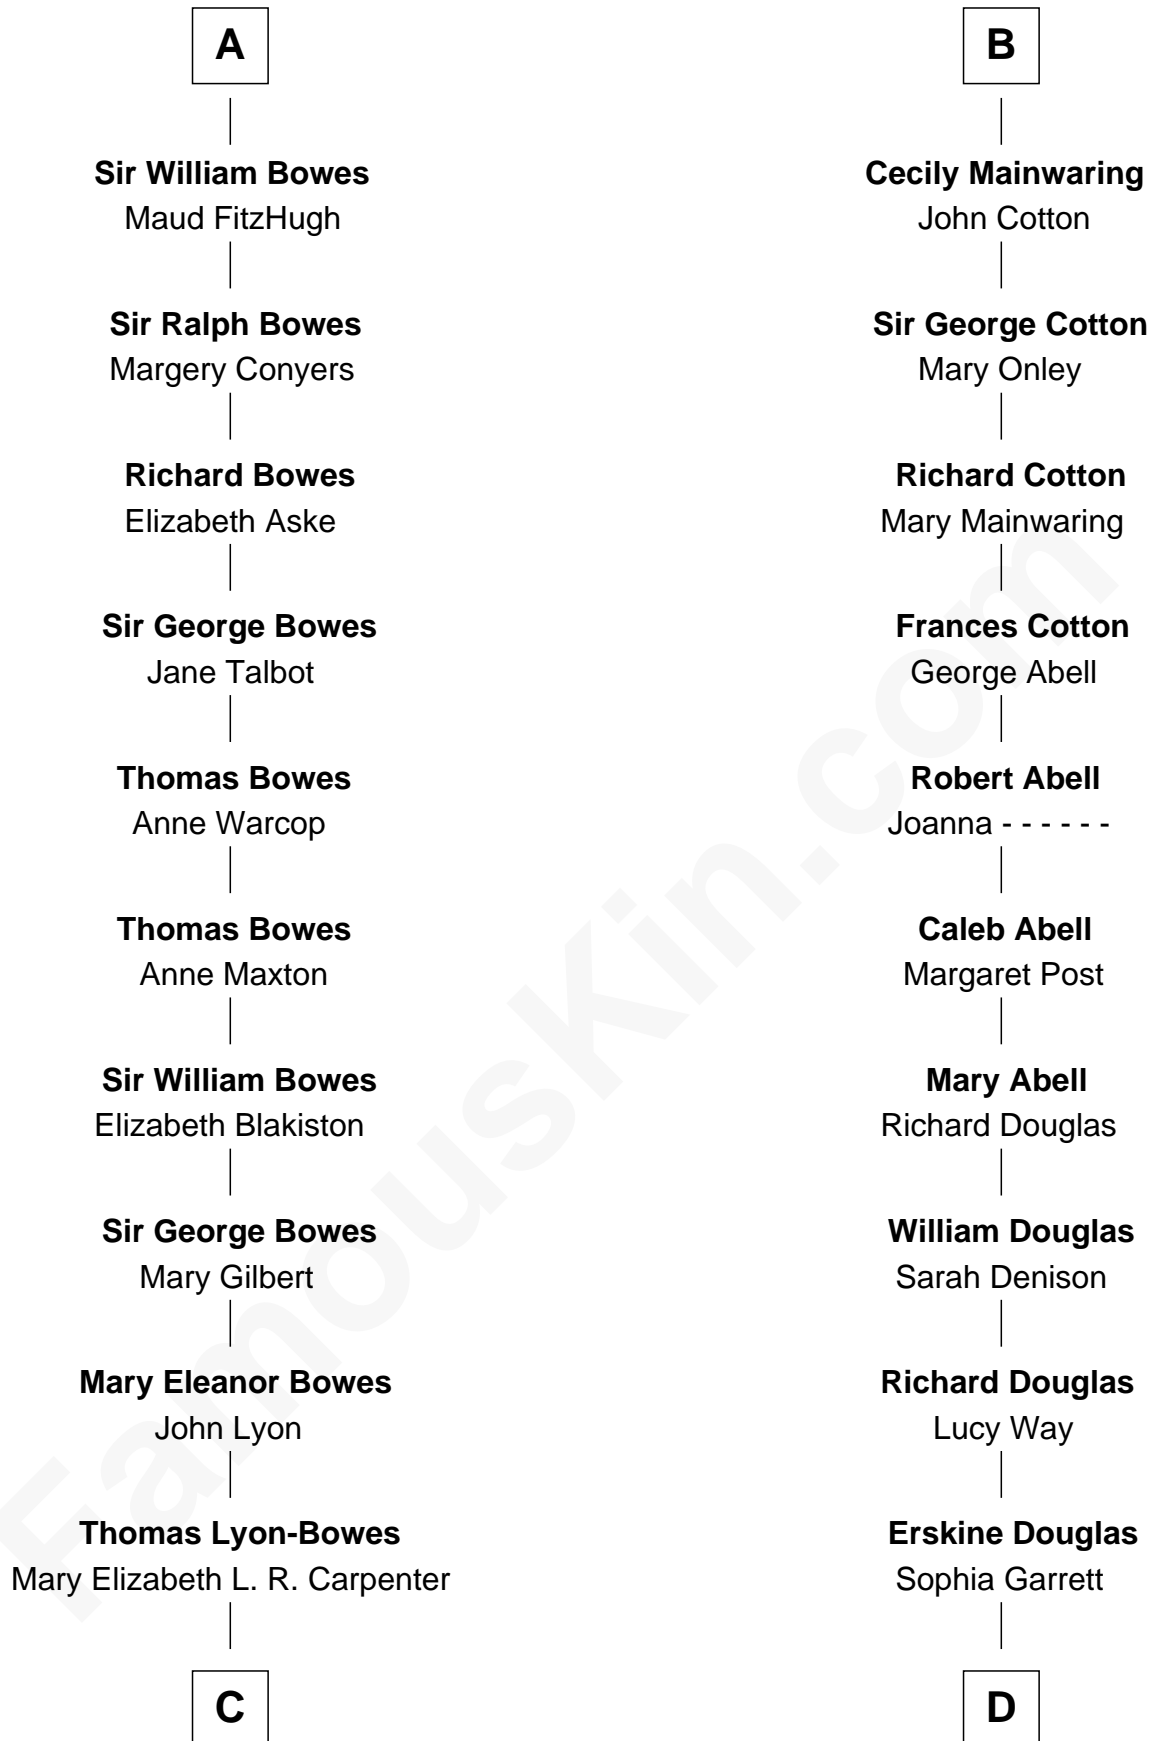 A
Sir William Bowes
Maud FitzHugh
Sir Ralph Bowes
Margery Conyers
Richard Bowes
Elizabeth Aske
Sir George Bowes
Jane Talbot
Thomas Bowes
Anne Warcop
Thomas Bowes
Anne Maxton
Sir William Bowes
Elizabeth Blakiston
Sir George Bowes
Mary Gilbert
Mary Eleanor Bowes
John Lyon
Thomas Lyon-Bowes
Mary Elizabeth L. R. Carpenter
C
B
Cecily Mainwaring
John Cotton
Sir George Cotton
Mary Onley
Richard Cotton
Mary Mainwaring
Frances Cotton
George Abell
Robert Abell
Joanna - - - - - -
Caleb Abell
Margaret Post
Mary Abell
Richard Douglas
William Douglas
Sarah Denison
Richard Douglas
Lucy Way
Erskine Douglas
Sophia Garrett
D
FamousKin.com